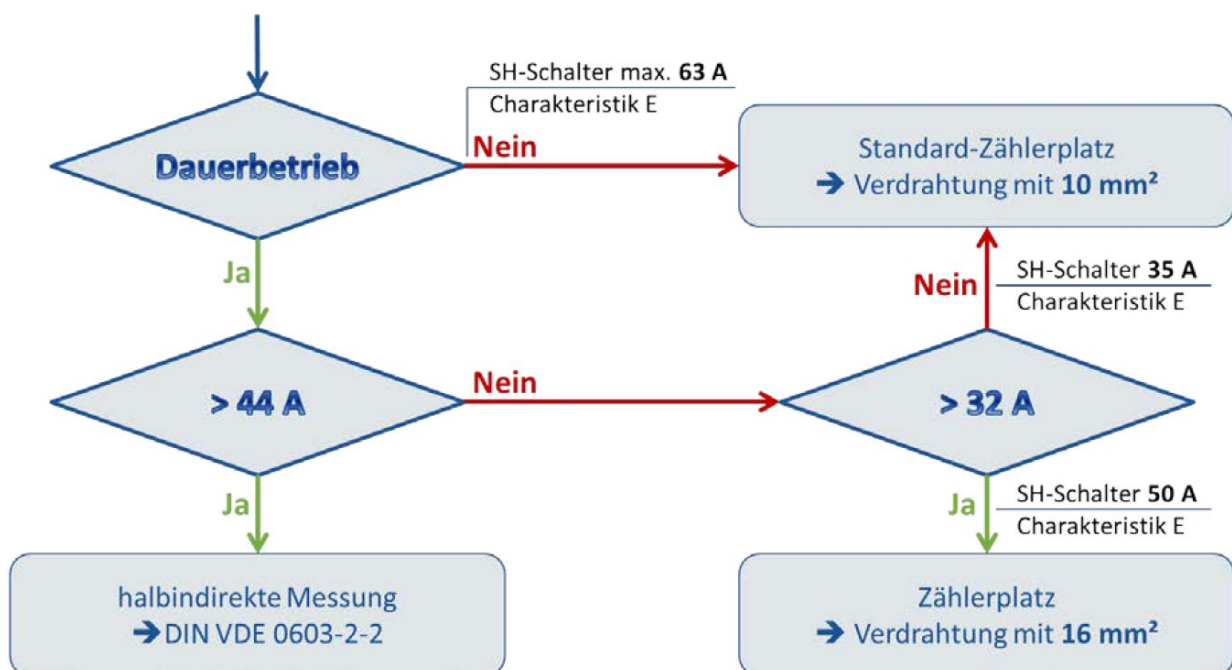 SH-Schalter max. 63 A
Charakteristik E
Dauerbetrieb
Nein
Standard-Zählerplatz
➔ Verdrahtung mit 10 mm²
Ja
Nein
SH-Schalter 35 A
Charakteristik E
> 44 A
Nein
> 32 A
Ja
Ja
SH-Schalter 50 A
Charakteristik E
halbindirekte Messung
➔ DIN VDE 0603-2-2
Zählerplatz
➔ Verdrahtung mit 16 mm²